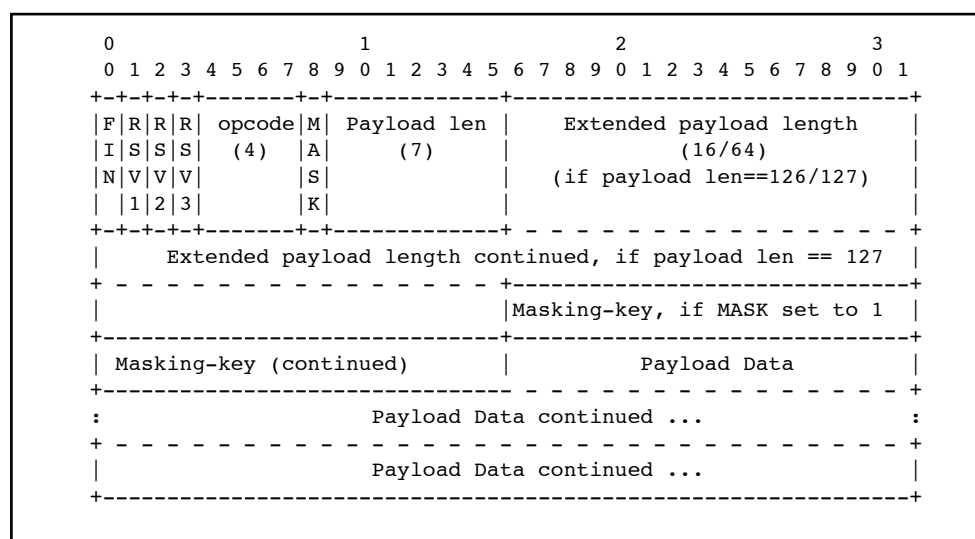 0                   1                   2                   3
 0 1 2 3 4 5 6 7 8 9 0 1 2 3 4 5 6 7 8 9 0 1 2 3 4 5 6 7 8 9 0 1
+-+-+-+-+-------+-+-------------+-------------------------------+
|F|R|R|R| opcode|M| Payload len |    Extended payload length    |
|I|S|S|S|  (4)  |A|     (7)     |             (16/64)           |
|N|V|V|V|       |S|             |   (if payload len==126/127)   |
| |1|2|3|       |K|             |                               |
+-+-+-+-+-------+-+-------------+ - - - - - - - - - - - - - - - +
|     Extended payload length continued, if payload len == 127  |
+ - - - - - - - - - - - - - - - +-------------------------------+
|                               |Masking-key, if MASK set to 1  |
+-------------------------------+-------------------------------+
| Masking-key (continued)       |          Payload Data         |
+-------------------------------- - - - - - - - - - - - - - - - +
:                     Payload Data continued ...                :
+ - - - - - - - - - - - - - - - - - - - - - - - - - - - - - - - +
|                     Payload Data continued ...                |
+---------------------------------------------------------------+